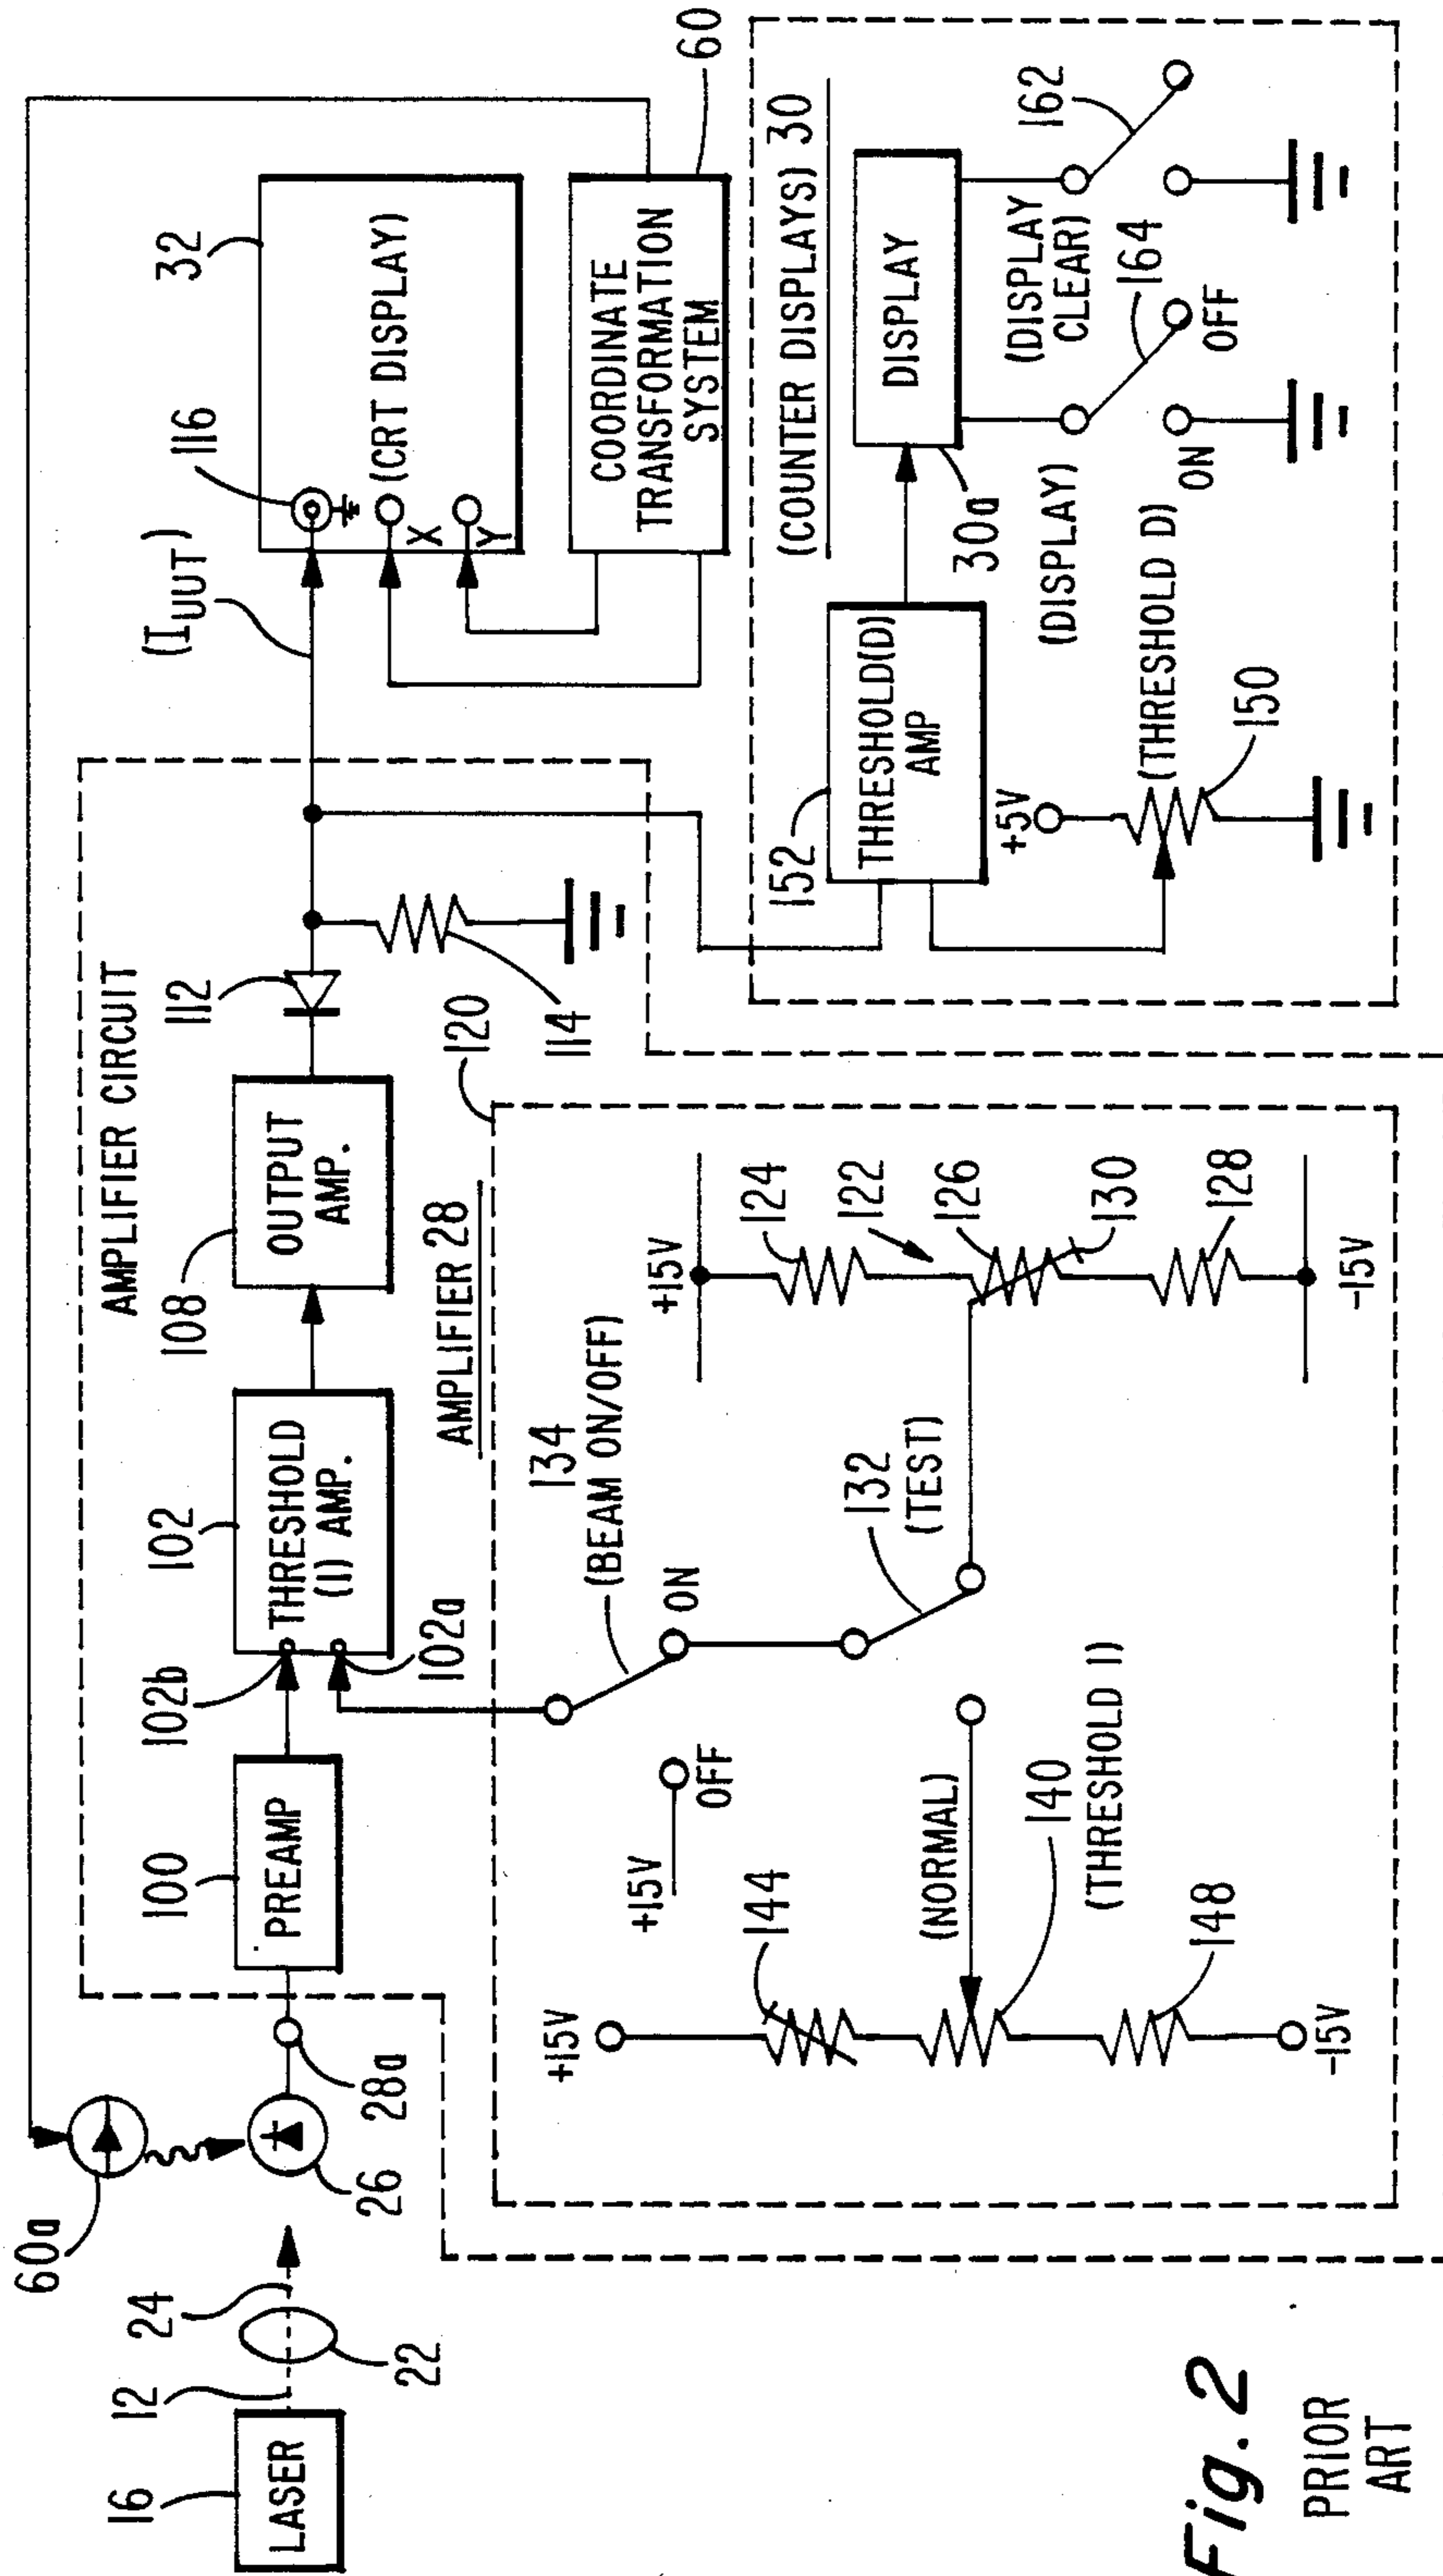 16
LASER
12
24
22
60a
26
28a
100
PREAMP
102b
102
THRESHOLD
(I) AMP.
102a
108
OUTPUT
AMP.
AMPLIFIER CIRCUIT
112
114
(IOUT)
116
32
(CRT DISPLAY)
X
Y
COORDINATE
TRANSFORMATION
SYSTEM
60
AMPLIFIER 28
120
134
(BEAM ON/OFF)
ON
+15V
OFF
132
(TEST)
(NORMAL)
140
(THRESHOLD I)
+15V
144
148
-15V
+15V
124
122
126
130
128
-15V
(COUNTER DISPLAYS) 30
152
THRESHOLD(D)
AMP
DISPLAY
30a
+5V
(THRESHOLD D)
150
(DISPLAY)
ON
OFF
164
(DISPLAY
CLEAR)
162
Fig. 2
PRIOR
ART